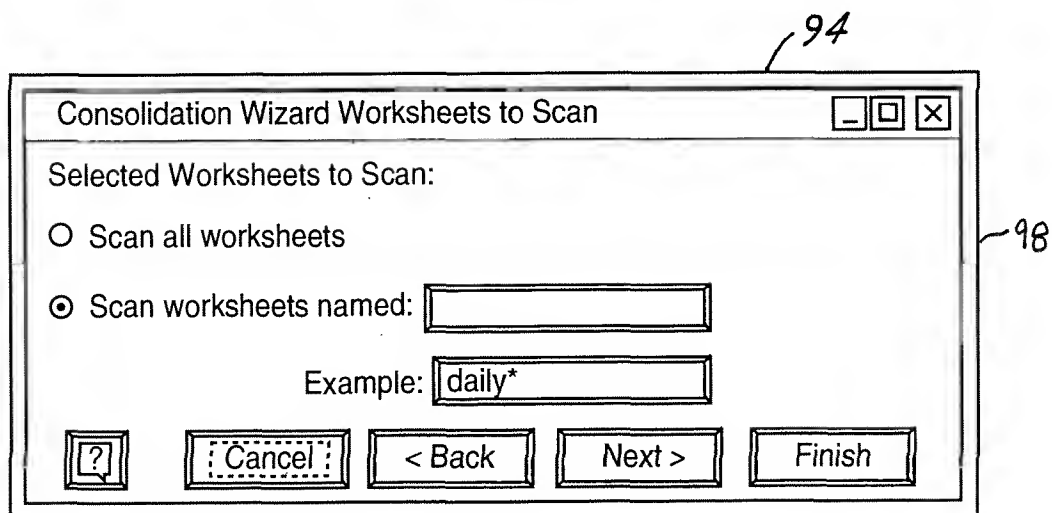 94
Consolidation Wizard Worksheets to Scan
Selected Worksheets to Scan:
Scan all worksheets
98
Scan worksheets named:
Example: daily*
? Cancel < Back Next > Finish